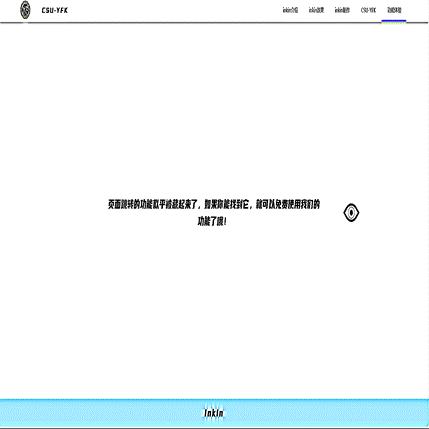 CSU-YFK
inkin介绍
inkin效果
inkin制作
CSU-YFK
功能体验
页面跳转的功能似乎被藏起来了，如果你能找到它，就可以免费使用我们的
功能了哦！
InkIn